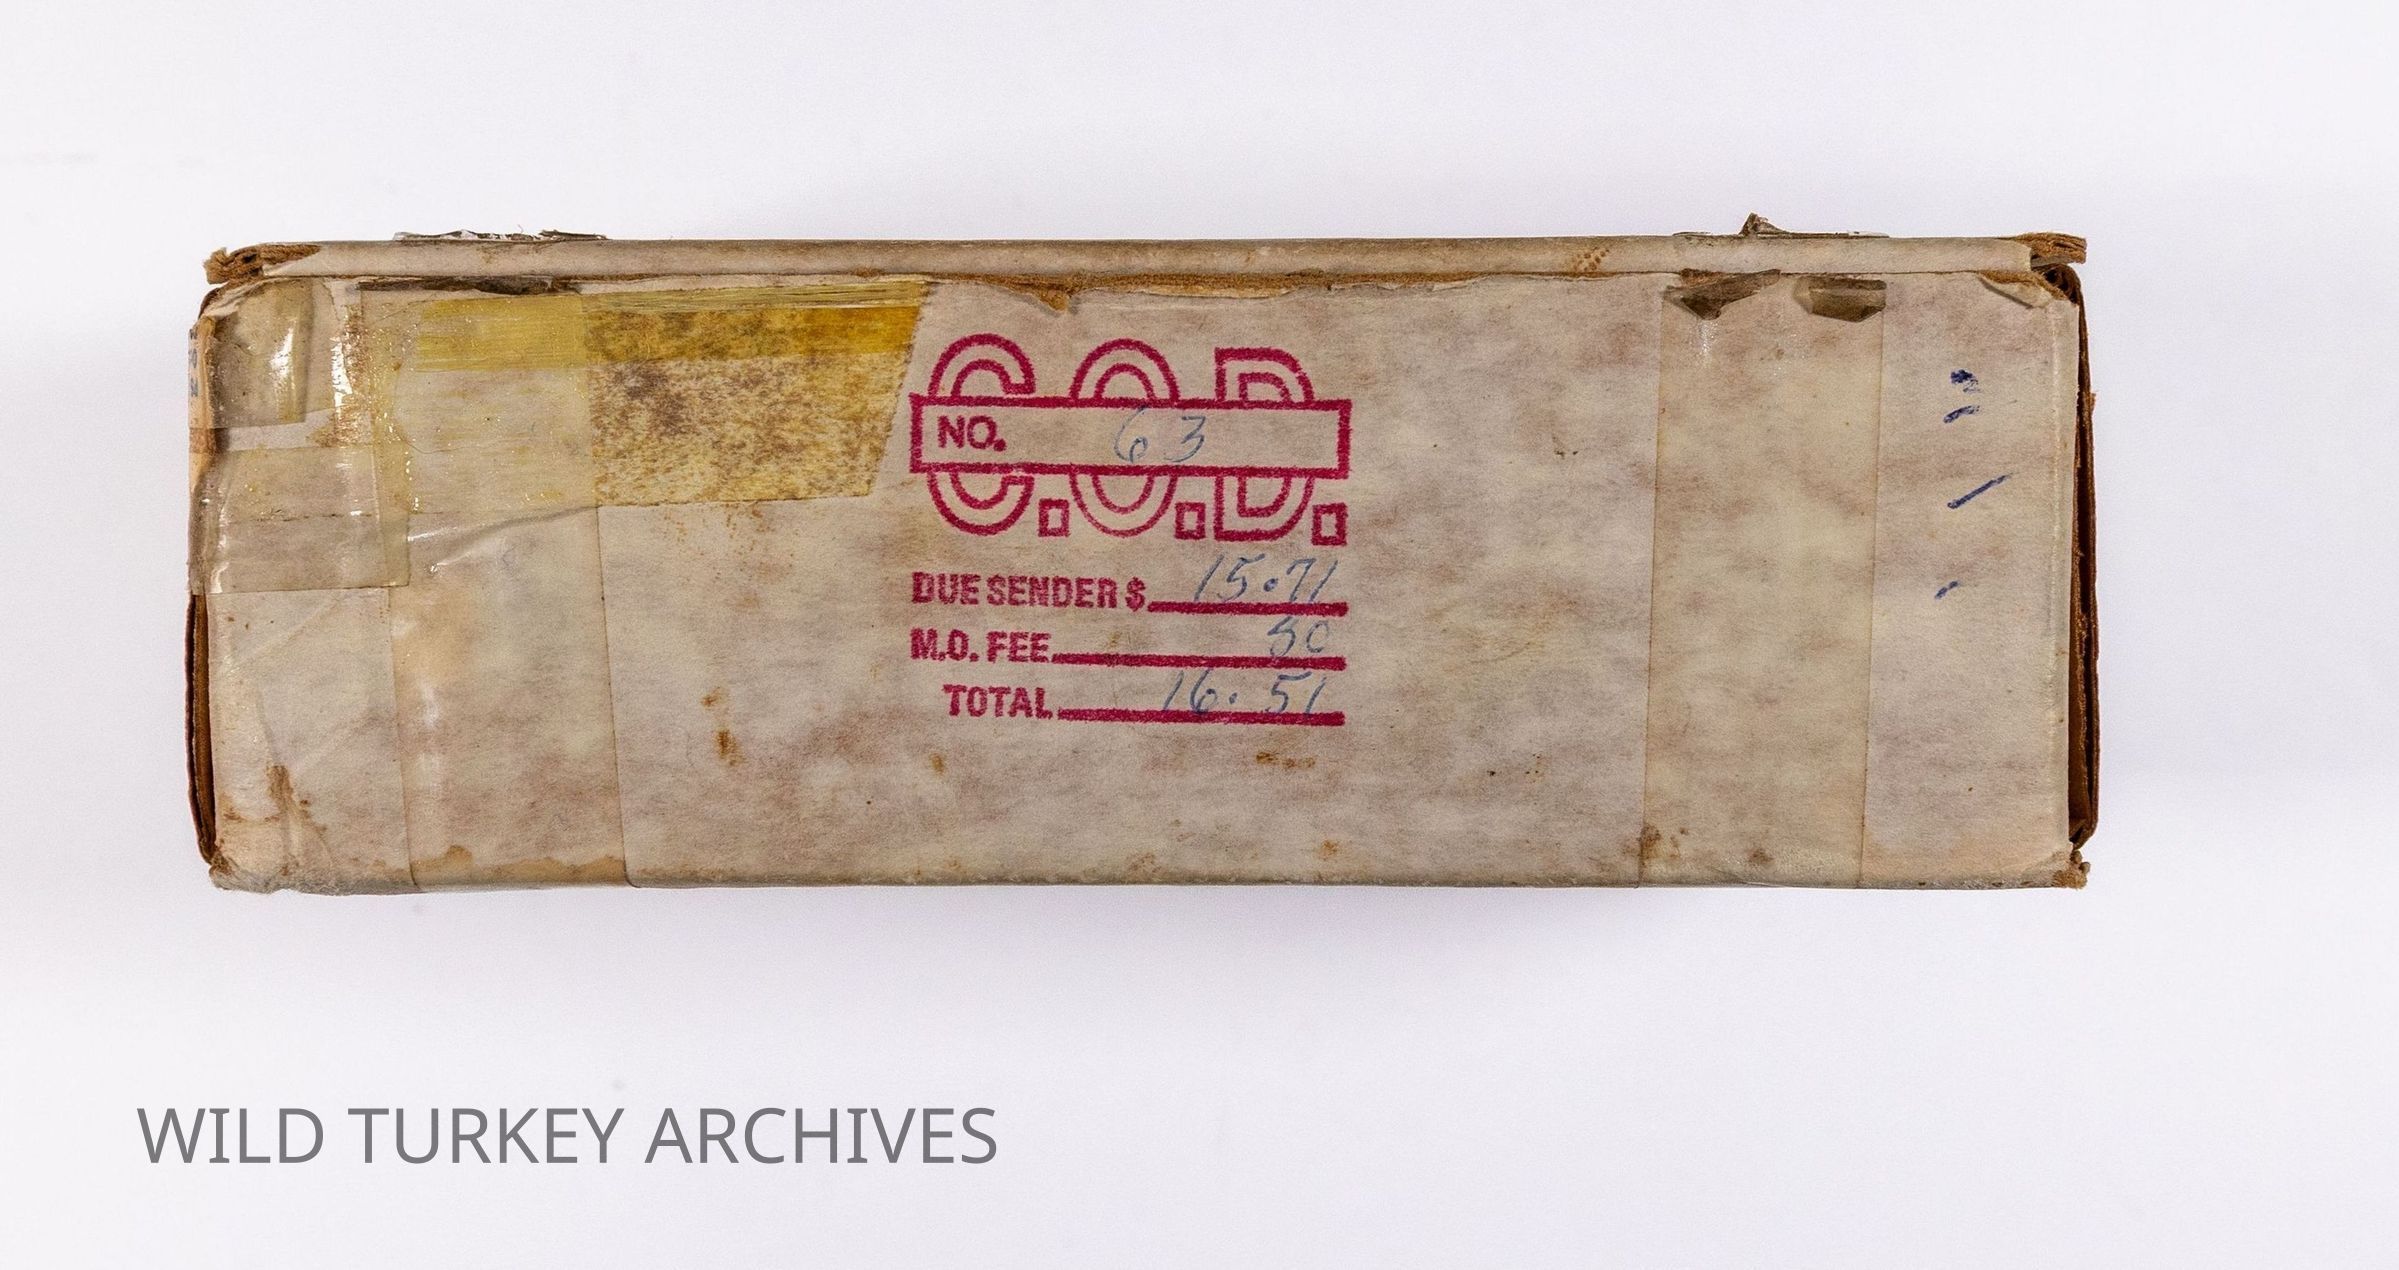 C.O.D.
NO. 63
DUE SENDER $ 15.71
M.O. FEE 80
TOTAL 16.51
WILD TURKEY ARCHIVES